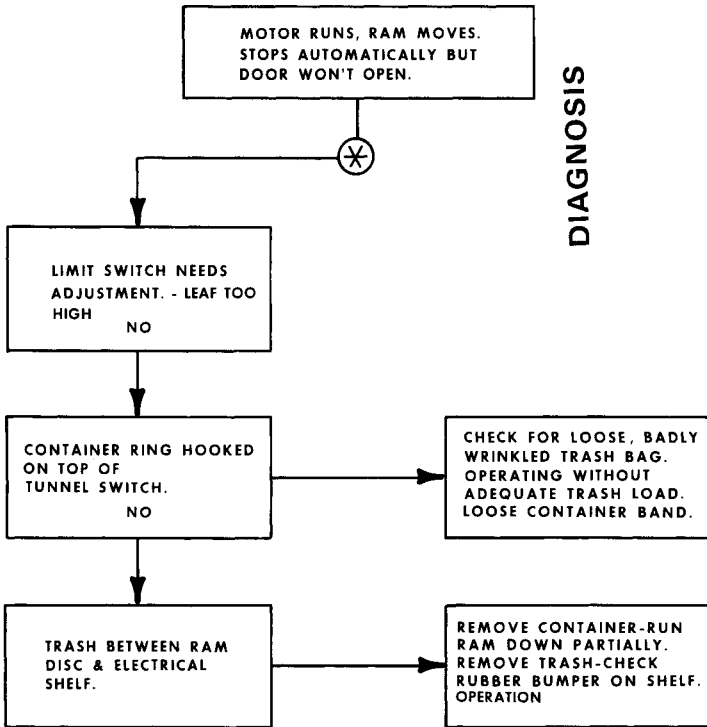 MOTOR RUNS, RAM MOVES.
STOPS AUTOMATICALLY BUT
DOOR WON'T OPEN.
DIAGNOSIS
LIMIT SWITCH NEEDS
ADJUSTMENT. - LEAF TOO
HIGH
NO
CONTAINER RING HOOKED
ON TOP OF
TUNNEL SWITCH.
NO
CHECK FOR LOOSE, BADLY
WRINKLED TRASH BAG.
OPERATING WITHOUT
ADEQUATE TRASH LOAD.
LOOSE CONTAINER BAND.
TRASH BETWEEN RAM
DISC & ELECTRICAL
SHELF.
REMOVE CONTAINER-RUN
RAM DOWN PARTIALLY.
REMOVE TRASH-CHECK
RUBBER BUMPER ON SHELF.
OPERATION